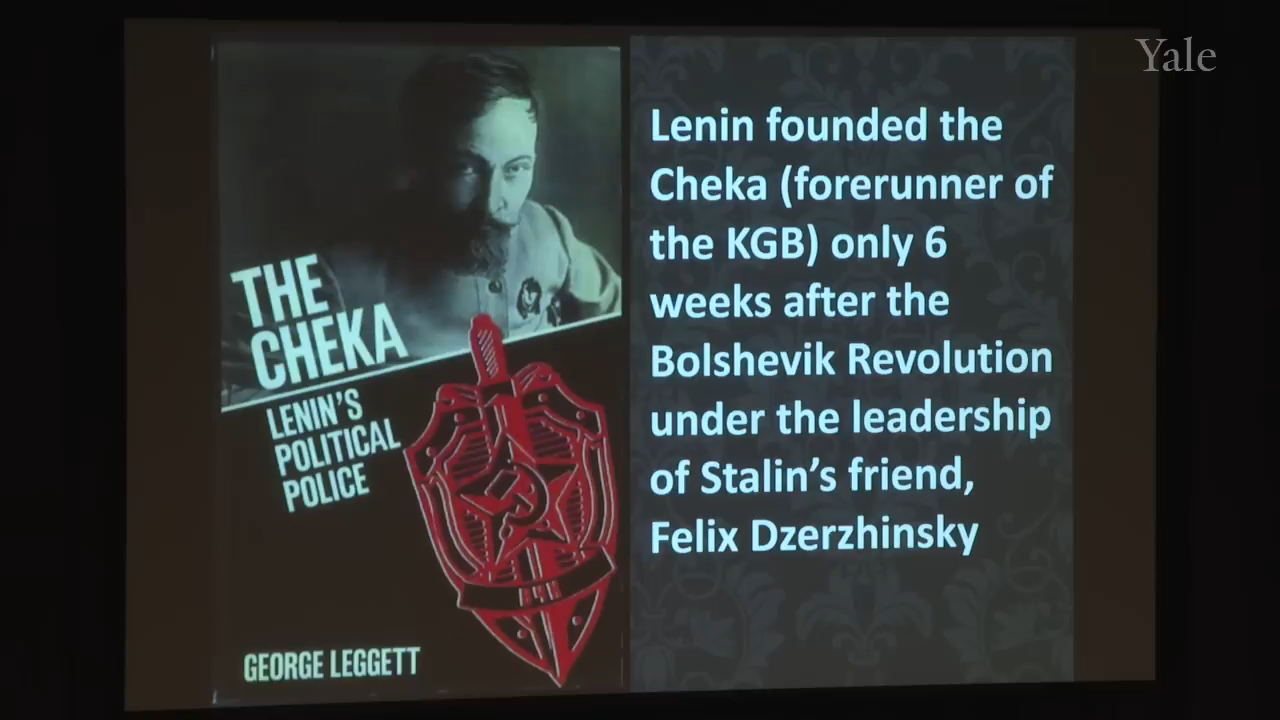 Yale
THE
CHEKA
LENIN'S
POLITICAL
POLICE
GEORGE LEGGETT
Lenin founded the
Cheka (forerunner of
the KGB) only 6
weeks after the
Bolshevik Revolution
under the leadership
of Stalin's friend,
Felix Dzerzhinsky